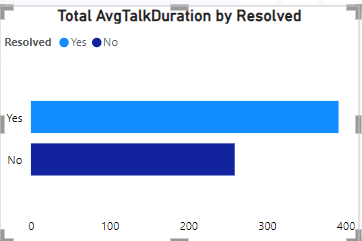 Total AvgTalkDuration by Resolved
Resolved Yes No
Yes
No
0 100 200 300 400